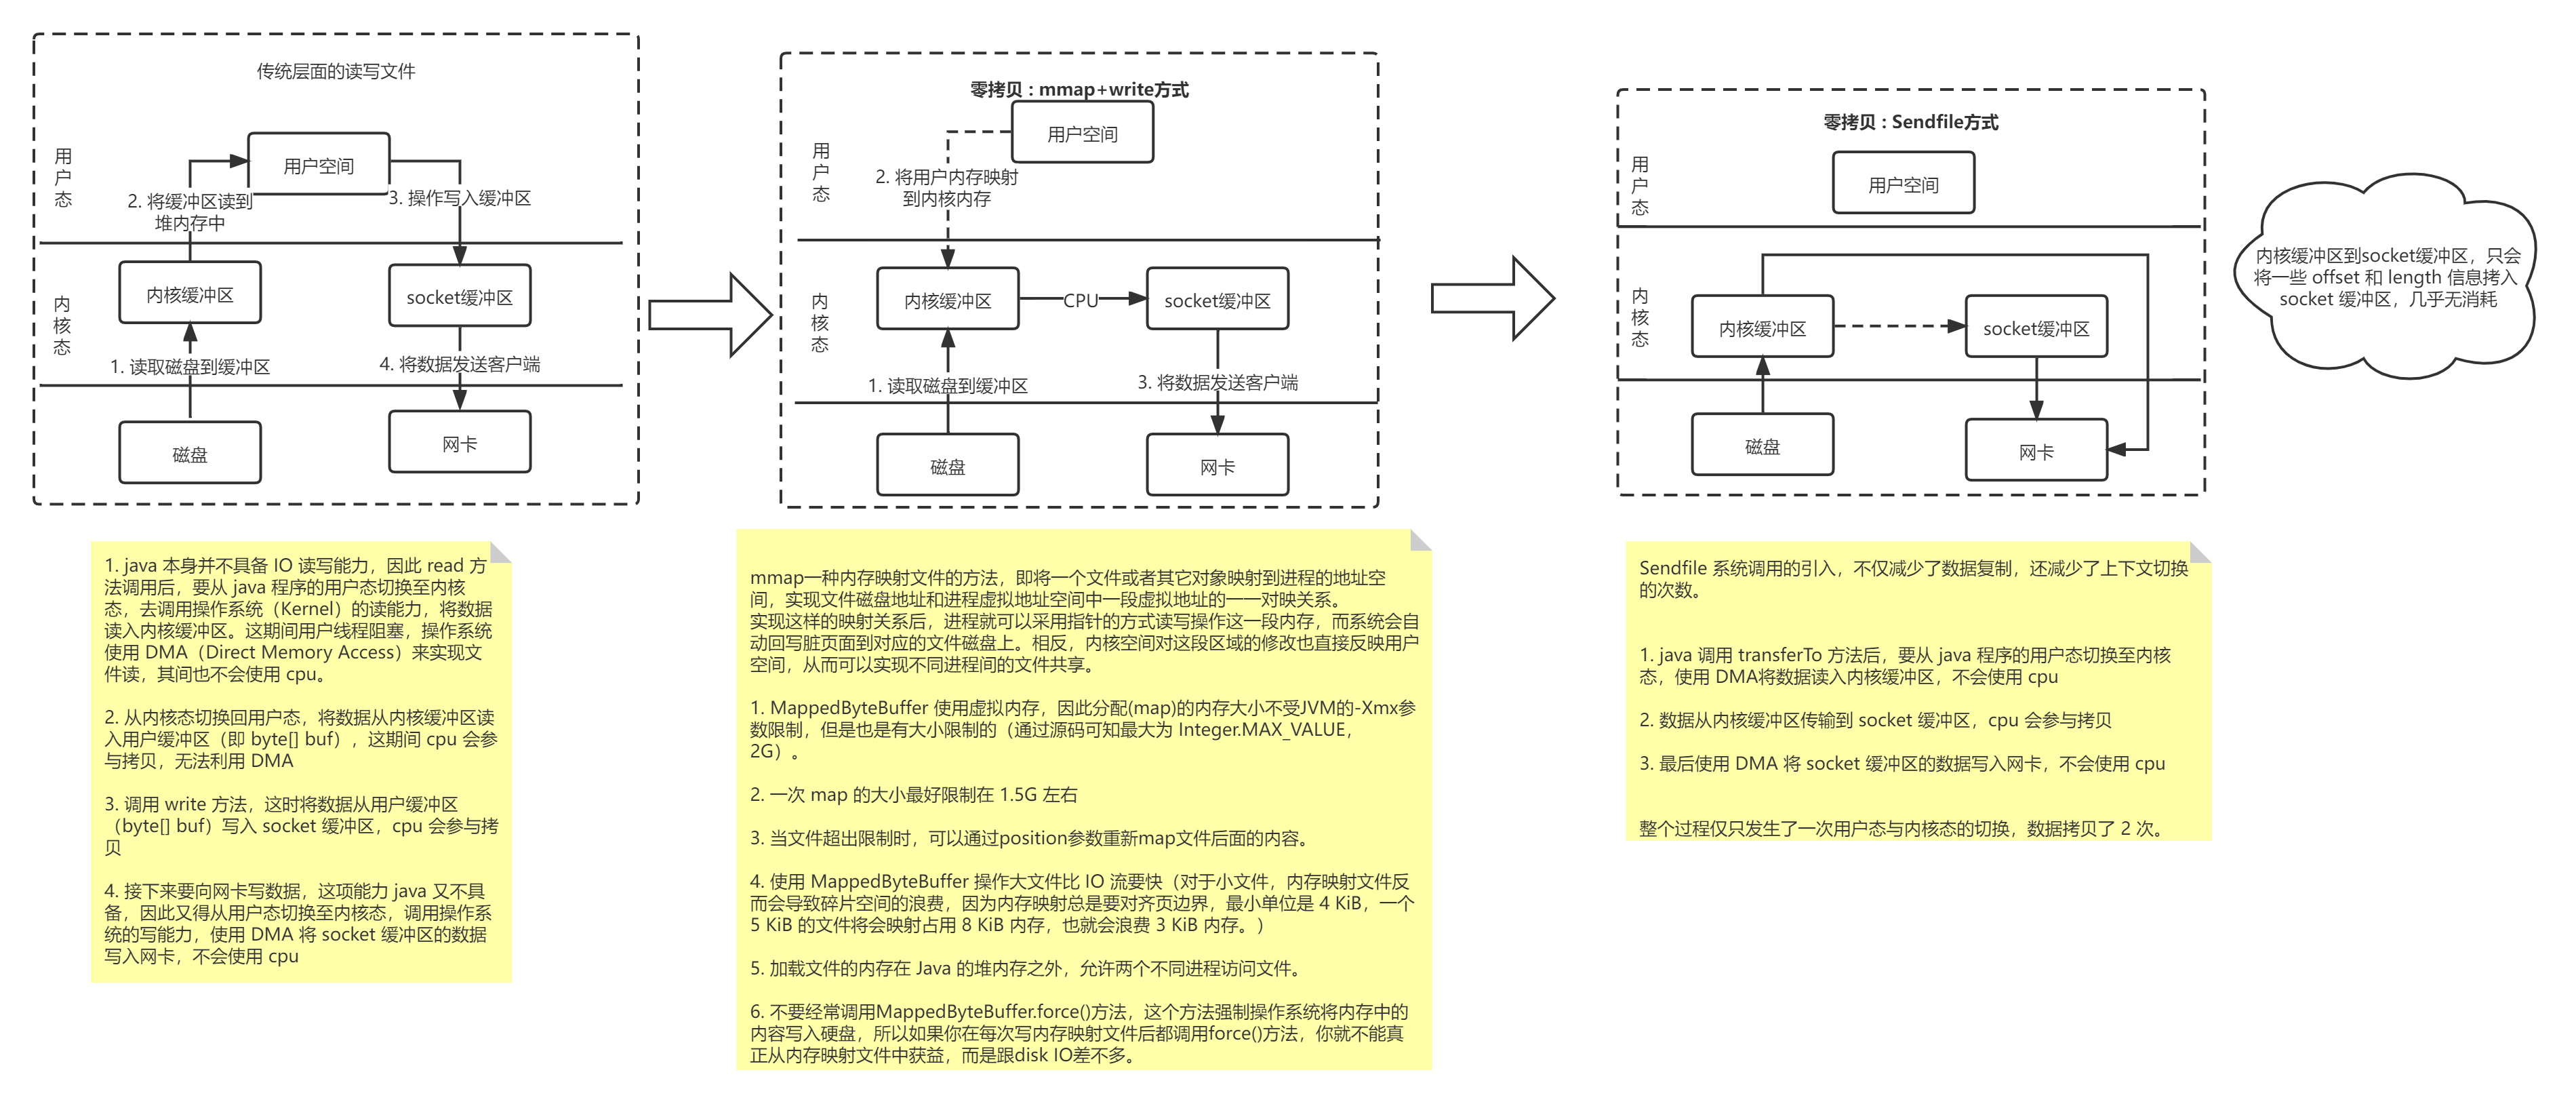 传统层面的读写文件
用户态
用户空间
2. 将缓冲区读到
堆内存中
3. 操作写入缓冲区
内核态
内核缓冲区
socket缓冲区
1. 读取磁盘到缓冲区
4. 将数据发送客户端
磁盘
网卡
1. java 本身并不具备 IO 读写能力，因此 read 方
法调用后，要从 java 程序的用户态切换至内核
态，去调用操作系统（Kernel）的读能力，将数据
读入内核缓冲区。这期间用户线程阻塞，操作系统
使用 DMA（Direct Memory Access）来实现文
件读，其间也不会使用 cpu。
2. 从内核态切换回用户态，将数据从内核缓冲区读
入用户缓冲区（即 byte[] buf），这期间 cpu 会参
与拷贝，无法利用 DMA
3. 调用 write 方法，这时将数据从用户缓冲区
（byte[] buf）写入 socket 缓冲区，cpu 会参与拷
贝
4. 接下来要向网卡写数据，这项能力 java 又不具
备，因此又得从用户态切换至内核态，调用操作系
统的写能力，使用 DMA 将 socket 缓冲区的数据
写入网卡，不会使用 cpu
零拷贝：mmap+write方式
用户态
用户空间
2. 将用户内存映射
到内核内存
内核态
内核缓冲区
CPU
socket缓冲区
1. 读取磁盘到缓冲区
3. 将数据发送客户端
磁盘
网卡
mmap一种内存映射文件的方法，即将一个文件或者其它对象映射到进程的地址空
间，实现文件磁盘地址和进程虚拟地址空间中一段虚拟地址的一一对映关系。
实现这样的映射关系后，进程就可以采用指针的方式读写操作这一段内存，而系统会自
动回写脏页面到对应的文件磁盘上。相反，内核空间对这段区域的修改也直接反映用户
空间，从而可以实现不同进程间的文件共享。
1. MappedByteBuffer 使用虚拟内存，因此分配(map)的内存大小不受JVM的-Xmx参
数限制，但是也是有大小限制的（通过源码可知最大为 Integer.MAX_VALUE，
2G）。
2. 一次 map 的大小最好限制在 1.5G 左右
3. 当文件超出限制时，可以通过position参数重新map文件后面的内容。
4. 使用 MappedByteBuffer 操作大文件比 IO 流要快（对于小文件，内存映射文件反
而会导致碎片空间的浪费，因为内存映射总是要对齐页边界，最小单位是 4 KiB，一个
5 KiB 的文件将会映射占用 8 KiB 内存，也就会浪费 3 KiB 内存。）
5. 加载文件的内存在 Java 的堆内存之外，允许两个不同进程访问文件。
6. 不要经常调用MappedByteBuffer.force()方法，这个方法强制操作系统将内存中的
内容写入硬盘，所以如果你在每次写内存映射文件后都调用force()方法，你就不能真
正从内存映射文件中获益，而是跟disk IO差不多。
零拷贝：Sendfile方式
用户态
用户空间
内核态
内核缓冲区
socket缓冲区
磁盘
网卡
内核缓冲区到socket缓冲区，只会
将一些 offset 和 length 信息拷入
socket 缓冲区，几乎无消耗
Sendfile 系统调用的引入，不仅减少了数据复制，还减少了上下文切换
的次数。
1. java 调用 transferTo 方法后，要从 java 程序的用户态切换至内核
态，使用 DMA将数据读入内核缓冲区，不会使用 cpu
2. 数据从内核缓冲区传输到 socket 缓冲区，cpu 会参与拷贝
3. 最后使用 DMA 将 socket 缓冲区的数据写入网卡，不会使用 cpu
整个过程仅只发生了一次用户态与内核态的切换，数据拷贝了 2 次。